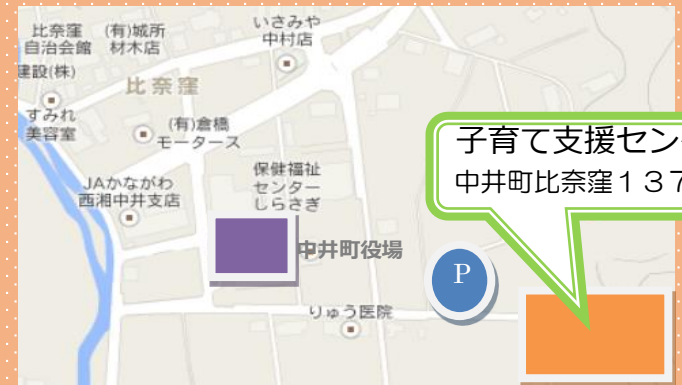 比奈窪
自治会館
(有)城所
材木店
いさみや
中村店
建設(株)
比奈窪
すみれ
美容室
(有)倉橋
モータース
JAかながわ
西湘中井支店
保健福祉
センター
しらさぎ
子育て支援セン
中井町比奈窪137
中井町役場
P
りゅう医院